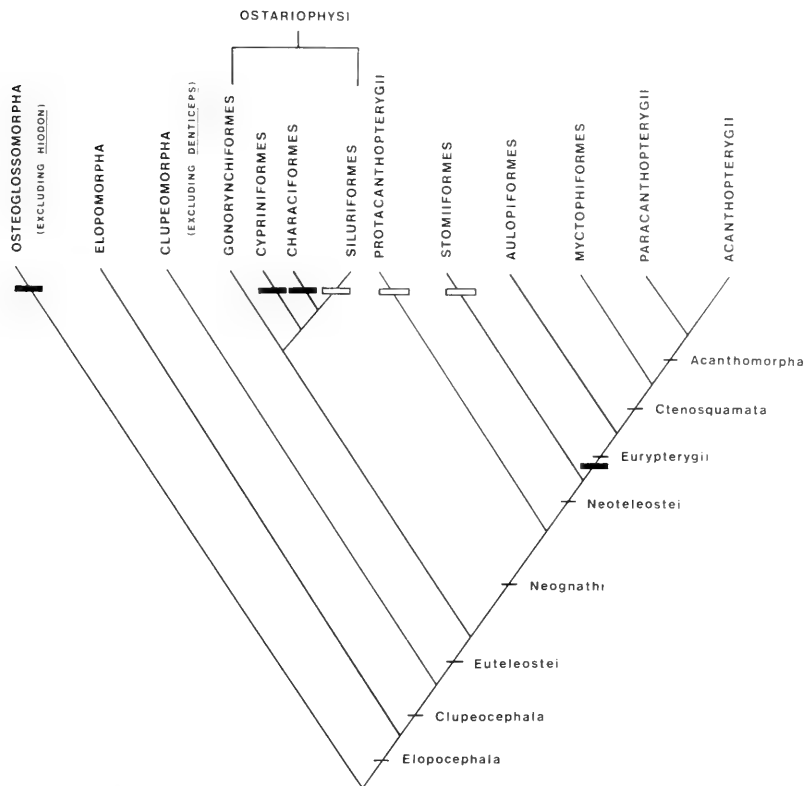 OSTARIOPHYSI
OSTEOGLOSSOMORPHA
(EXCLUDING HIODON)
ELOPOMORPHA
CLUPEOMORPHA
(EXCLUDING DENTICEPS)
GONORYNCHIFORMES
CYPRINIFORMES
CHARACIFORMES
SILURIFORMES
PROTACANTHOPTERYGII
STOMIIFORMES
AULOPIFORMES
MYCTOPHIFORMES
PARACANTHOPTERYGII
ACANTHOPTERYGII
Acanthomorpha
Ctenosquamata
Eurypterygii
Neoteleostei
Neognathi
Euteleostei
Clupeocephala
Elopocephala